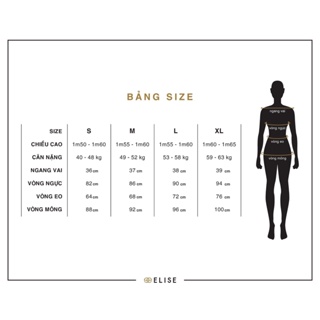 BẢNG SIZE
SIZE S M L XL
CHIỀU CAO 1m50 - 1m60 1m55 - 1m60 1m55 - 1m60 1m60 - 1m65
CÂN NẶNG 40 - 48 kg 49 - 52 kg 53 - 58 kg 59 - 63 kg
NGANG VAI 36 cm 37 cm 38 cm 39 cm
VÒNG NGỰC 82 cm 86 cm 90 cm 94 cm
VÒNG EO 64 cm 68 cm 72 cm 76 cm
VÒNG MÔNG 88 cm 92 cm 96 cm 100 cm
ngang vai
vòng ngực
vòng eo
vòng mông
ELISE